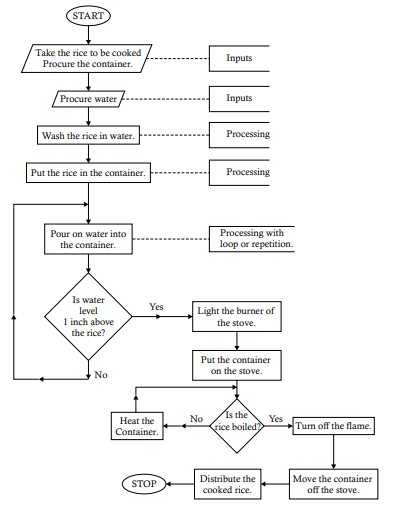 START
Take the rice to be cooked
Procure the container.
Inputs
Procure water
Inputs
Wash the rice in water.
Processing
Put the rice in the container.
Processing
Pour on water into
the container.
Processing with
loop or repetition.
Is water
level
1 inch above
the rice?
Yes
No
Light the burner of
the stove.
Put the container
on the stove.
Is the
rice boiled?
No
Heat the
Container.
Yes
Turn off the flame.
Move the container
off the stove.
Distribute the
cooked rice.
STOP